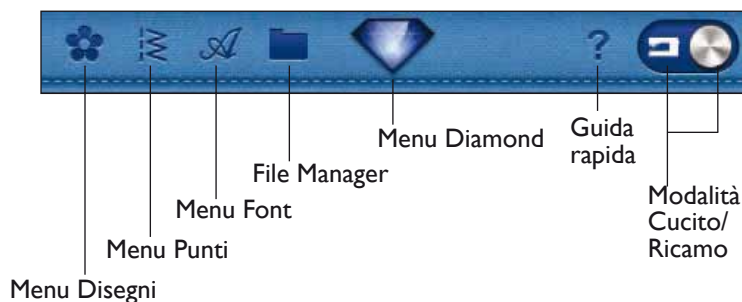 ?
Menu Diamond
Guida
rapida
File Manager
Modalità
Cucito/
Ricamo
Menu Font
Menu Punti
Menu Disegni